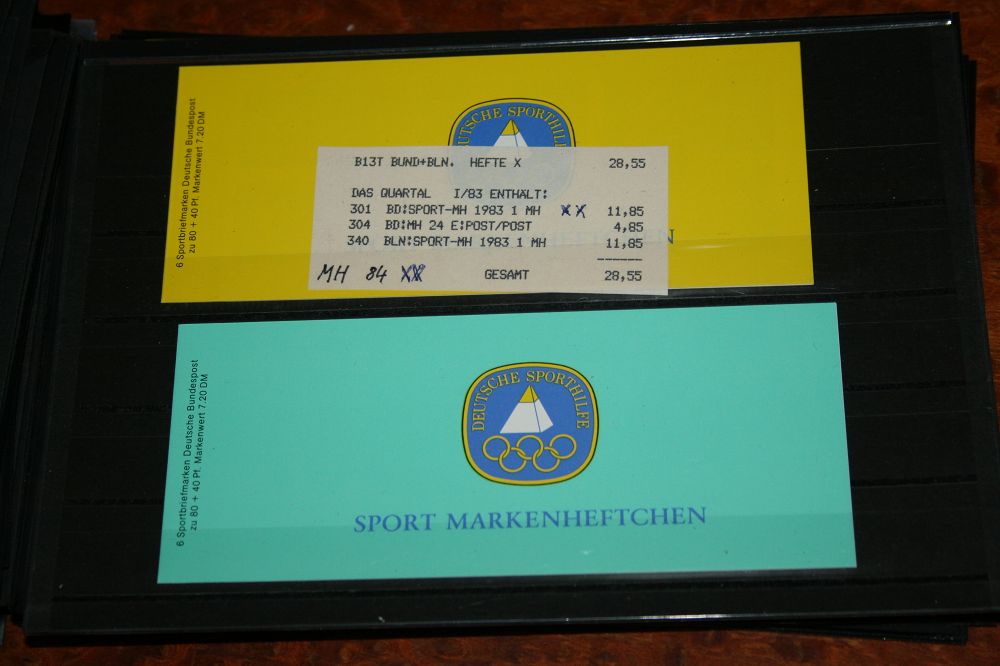 6 Sportbriefmarken Deutsche Bundespost
zu 80 + 40 Pf. Markenwert 7.20 DM
DEUTSCHE SPORTHILFE
B13T BUND+BLN. HEFTE X 28,55
DAS QUARTAL I/83 ENTHÄLT:
301 BD:SPORT-MH 1983 1 MH XX 11,85
304 BD:MH 24 E:POST/POST 4,85
340 BLN:SPORT-MH 1983 1 MH 11,85
------
MH 84 XX GESAMT 28,55
6 Sportbriefmarken Deutsche Bundespost
zu 80 + 40 Pf. Markenwert 7.20 DM
DEUTSCHE SPORTHILFE
SPORT MARKENHEFTCHEN